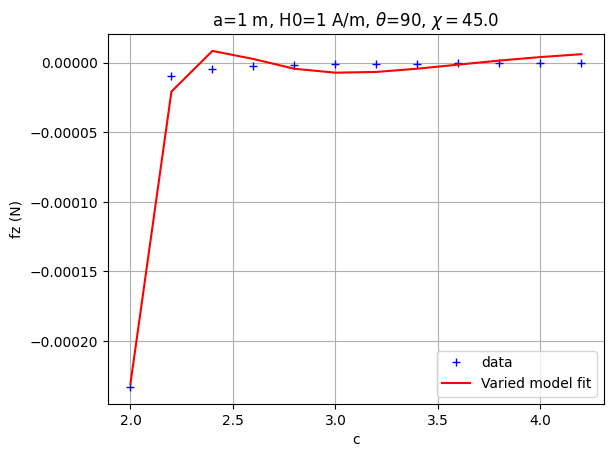 a=1 m, H0=1 A/m, θ=90, χ = 45.0
fz (N)
0.00000
−0.00005
−0.00010
−0.00015
−0.00020
data
Varied model fit
2.0 2.5 3.0 3.5 4.0
c